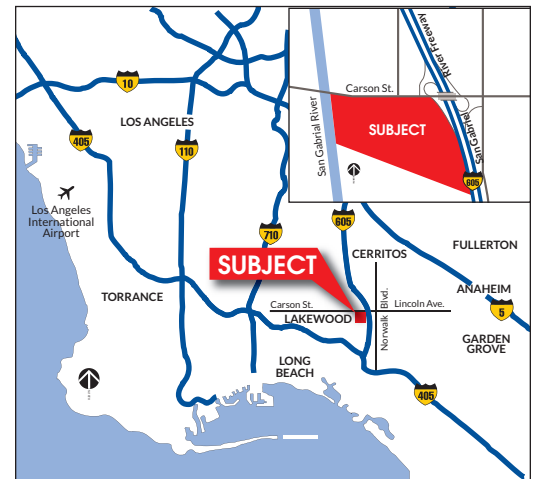 10
LOS ANGELES
405
110
Los Angeles
International
Airport
710
605
SUBJECT
CERRITOS
FULLERTON
TORRANCE
Carson St.
Lincoln Ave.
Norwalk Blvd.
ANAHEIM
5
LAKEWOOD
GARDEN
GROVE
LONG
BEACH
405
Carson St.
San Gabrial River
SUBJECT
San Gabriel
River Freeway
605